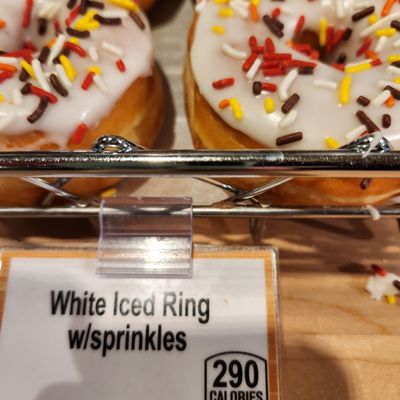 White Iced Ring
w/sprinkles
290
CALORIES